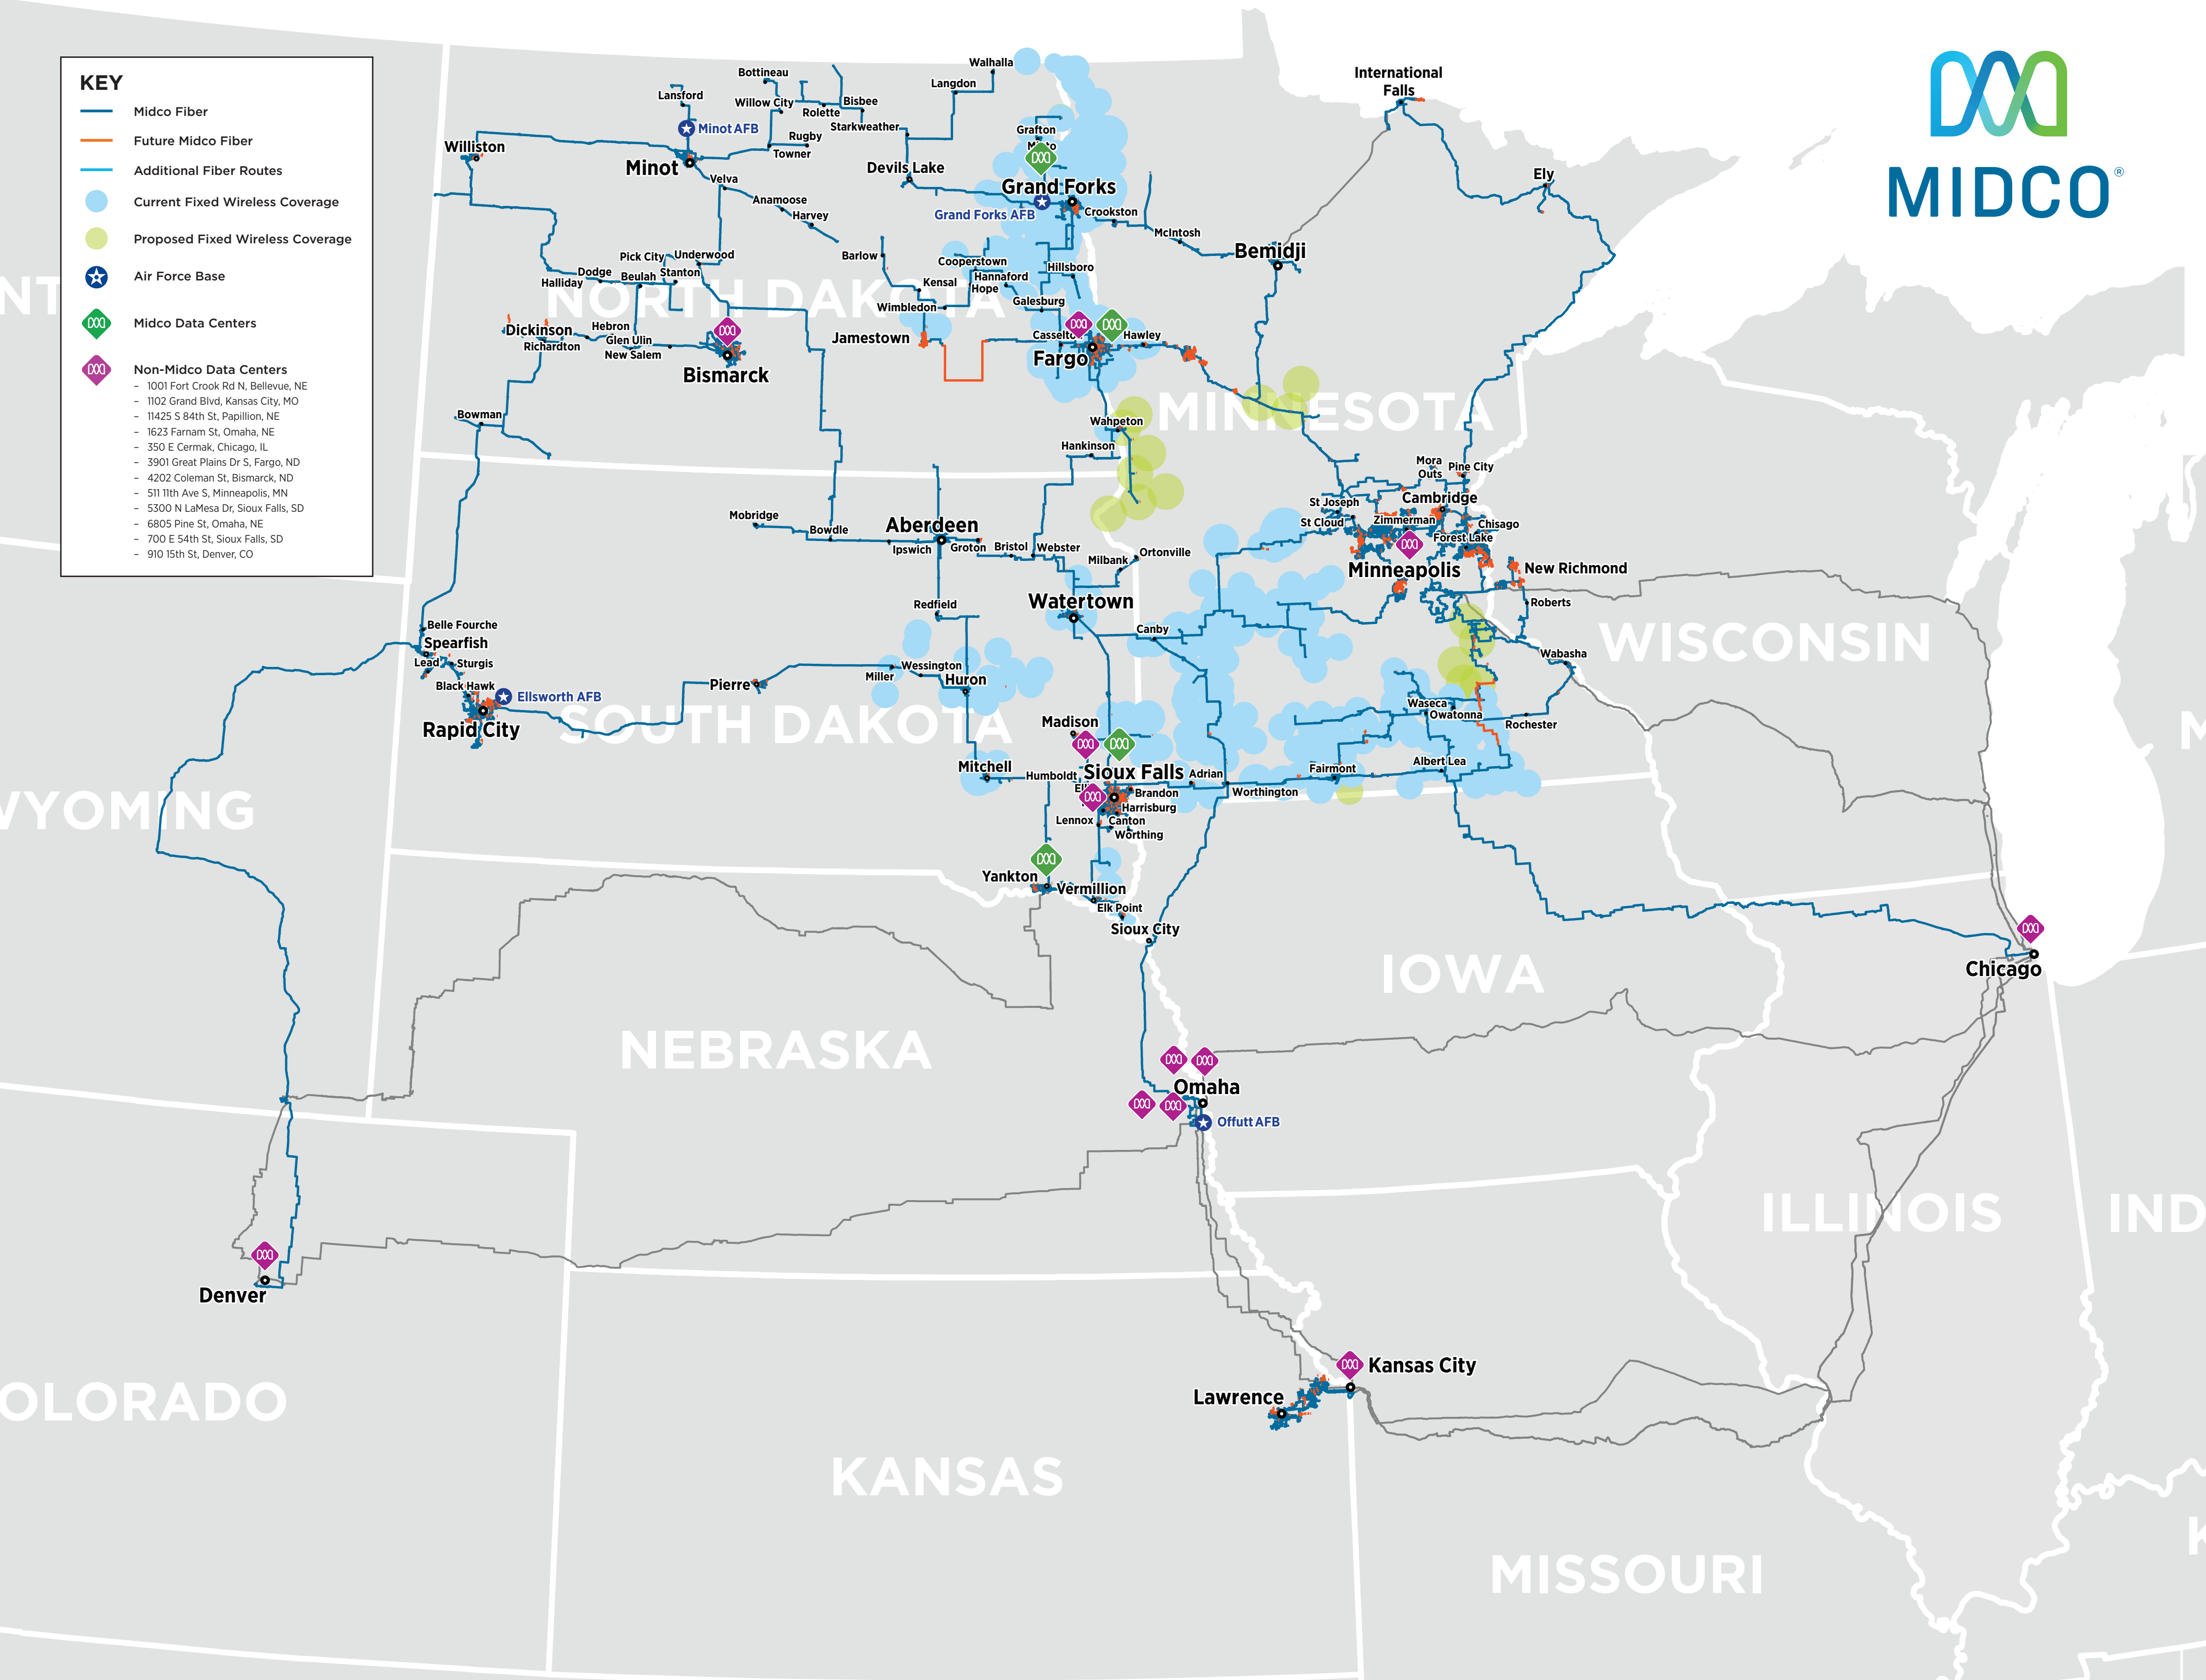 KEY
Midco Fiber
Future Midco Fiber
Additional Fiber Routes
Current Fixed Wireless Coverage
Proposed Fixed Wireless Coverage
Air Force Base
Midco Data Centers
Non-Midco Data Centers
– 1001 Fort Crook Rd N, Bellevue, NE
– 1102 Grand Blvd, Kansas City, MO
– 11425 S 84th St, Papillion, NE
– 1623 Farnam St, Omaha, NE
– 350 E Cermak, Chicago, IL
– 3901 Great Plains Dr S, Fargo, ND
– 4202 Coleman St, Bismarck, ND
– 511 11th Ave S, Minneapolis, MN
– 5300 N LaMesa Dr, Sioux Falls, SD
– 6805 Pine St, Omaha, NE
– 700 E 54th St, Sioux Falls, SD
– 910 15th St, Denver, CO
MIDCO®
Walhalla
Langdon
Bottineau
Lansford
Willow City
Rolette
Bisbee
Starkweather
Minot AFB
Rugby
Towner
Grafton
International
Falls
Williston
Minot
Velva
Devils Lake
Grand Forks
Grand Forks AFB
Crookston
McIntosh
Bemidji
Ely
Anamoose
Harvey
Barlow
Cooperstown
Hannaford
Hope
Hillsboro
Pick City
Underwood
Dodge
Beulah
Stanton
Halliday
Kensal
Wimbledon
Galesburg
NT
NORTH DAKOTA
Dickinson
Richardton
Hebron
Glen Ulin
New Salem
Bismarck
Jamestown
Fargo
Hawley
MINNESOTA
Bowman
Wahpeton
Hankinson
Mora
Outs
Pine City
Cambridge
St Joseph
St Cloud
Zimmerman
Chisago
Forest Lake
Minneapolis
New Richmond
Roberts
Mobridge
Bowdle
Aberdeen
Ipswich
Groton
Bristol
Webster
Milbank
Ortonville
Redfield
Watertown
Canby
Belle Fourche
Spearfish
Lead
Sturgis
Black Hawk
Ellsworth AFB
Rapid City
Pierre
Wessington
Miller
Huron
WISCONSIN
Wabasha
SOUTH DAKOTA
Madison
Waseca
Owatonna
Rochester
Mitchell
Humboldt
Sioux Falls
Adrian
Fairmont
Albert Lea
Brandon
Worthington
Harrisburg
Lennox
Canton
Worthing
WYOMING
Yankton
Vermillion
Elk Point
Sioux City
IOWA
Chicago
NEBRASKA
Omaha
Offutt AFB
ILLINOIS
IND
Denver
Kansas City
Lawrence
OLORADO
KANSAS
MISSOURI
M
K